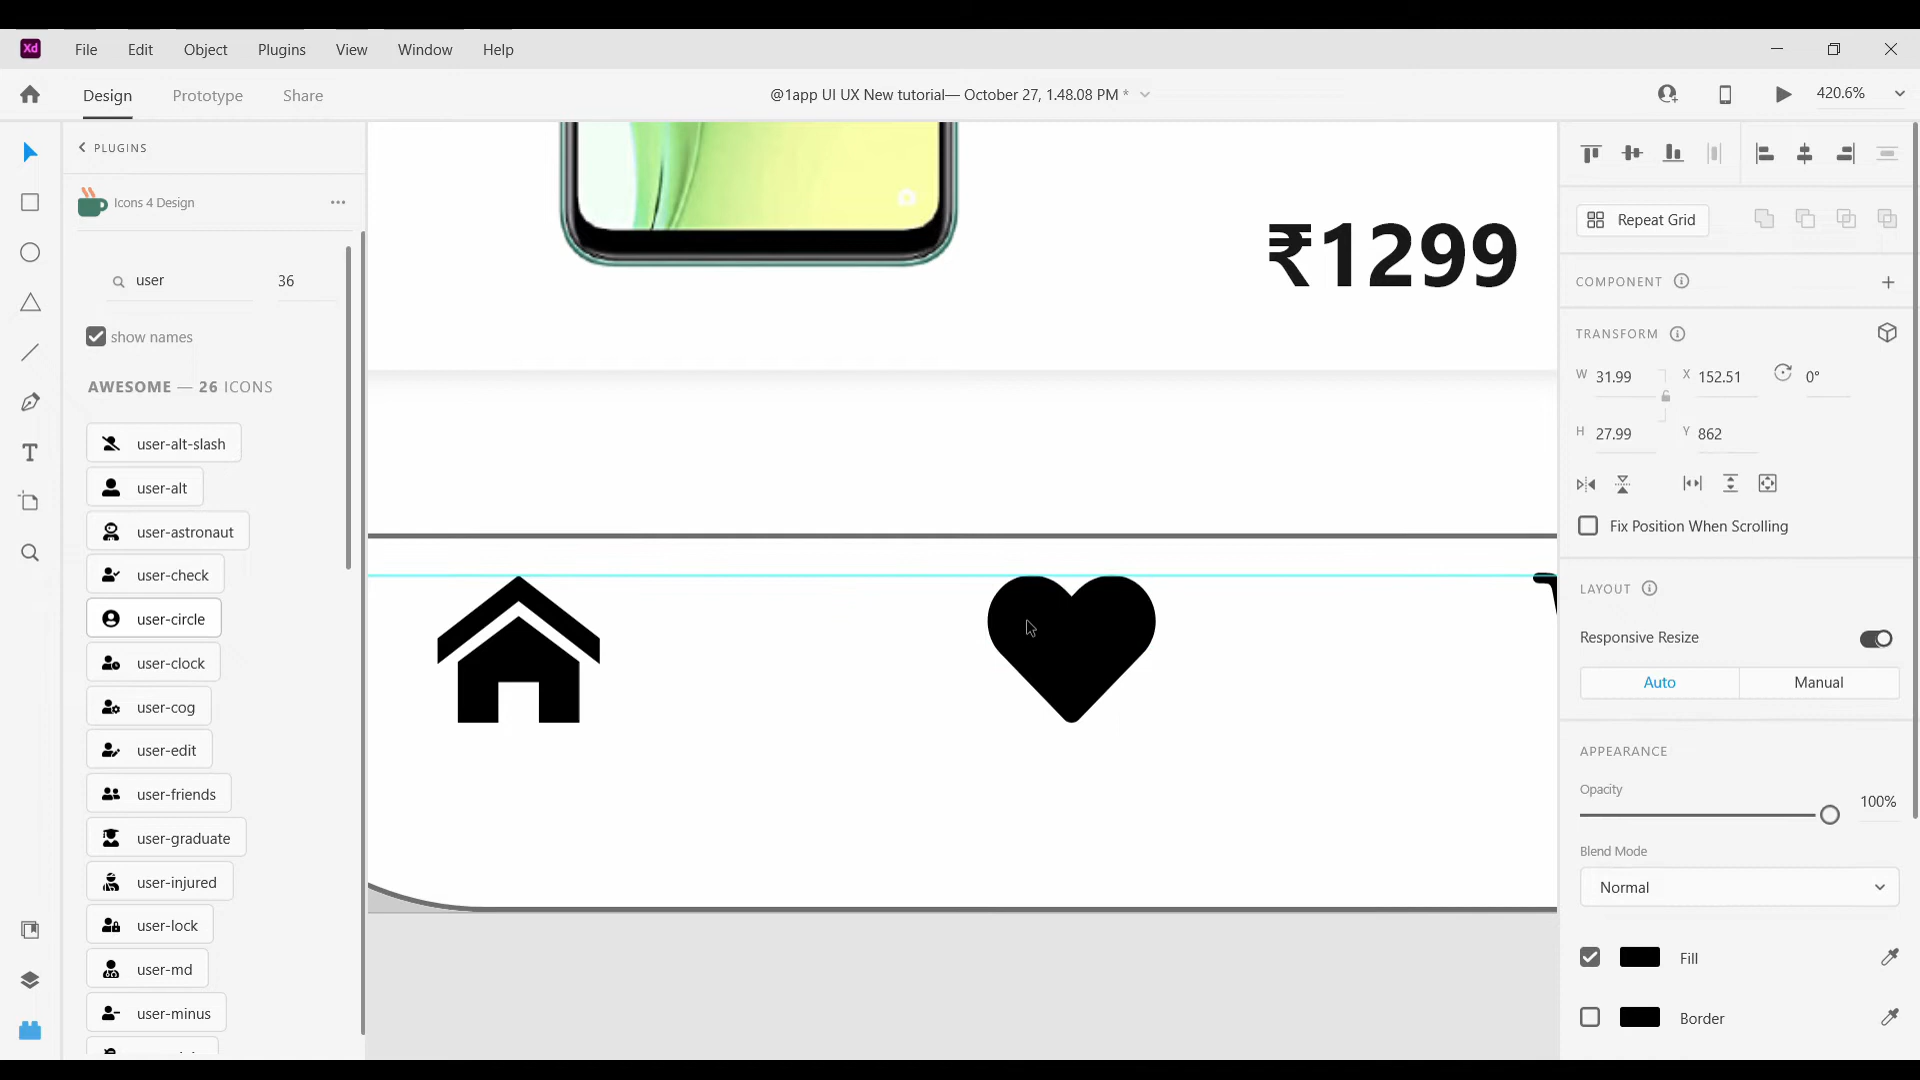 Xd File Edit Object Plugins View Window Help
Design Prototype Share @1app UI UX New tutorial— October 27, 1.48.08 PM * 420.6%
PLUGINS
Icons 4 Design
user 36
show names
AWESOME — 26 ICONS
user-alt-slash
user-alt
user-astronaut
user-check
user-circle
user-clock
user-cog
user-edit
user-friends
user-graduate
user-injured
user-lock
user-md
user-minus
₹1299
Repeat Grid
COMPONENT
TRANSFORM
W 31.99 X 152.51 0°
H 27.99 Y 862
Fix Position When Scrolling
LAYOUT
Responsive Resize
Auto Manual
APPEARANCE
Opacity
100%
Blend Mode
Normal
Fill
Border